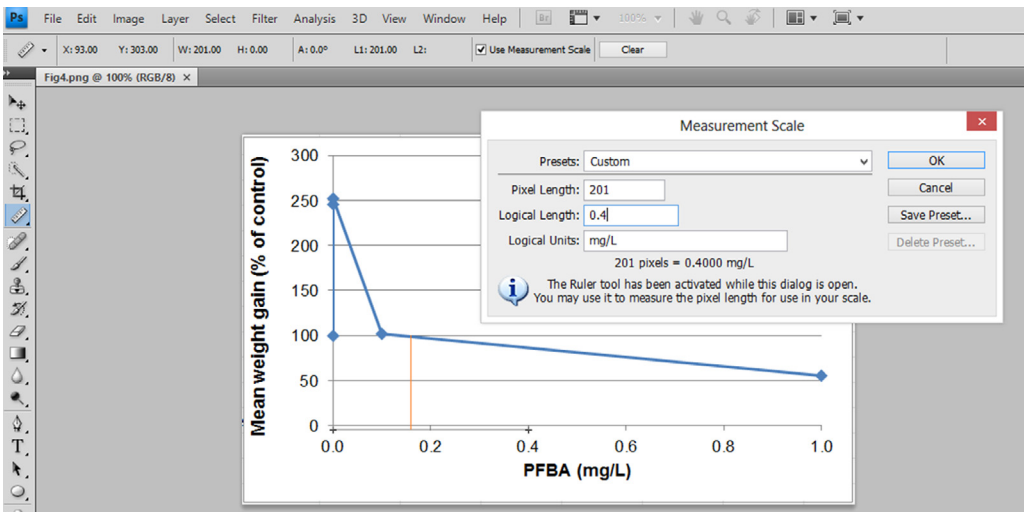 Ps File Edit Image Layer Select Filter Analysis 3D View Window Help Br 100%
X: 93.00 Y: 303.00 W: 201.00 H: 0.00 A: 0.0° L1: 201.00 L2: Use Measurement Scale Clear
Fig4.png @ 100% (RGB/8) ×
Measurement Scale
Presets: Custom OK
Pixel Length: 201 Cancel
Logical Length: 0.4 Save Preset...
Logical Units: mg/L Delete Preset...
201 pixels = 0.4000 mg/L
The Ruler tool has been activated while this dialog is open.
You may use it to measure the pixel length for use in your scale.
Mean weight gain (% of control)
300
250
200
150
100
50
0
0.0 0.2 0.4 0.6 0.8 1.0
PFBA (mg/L)